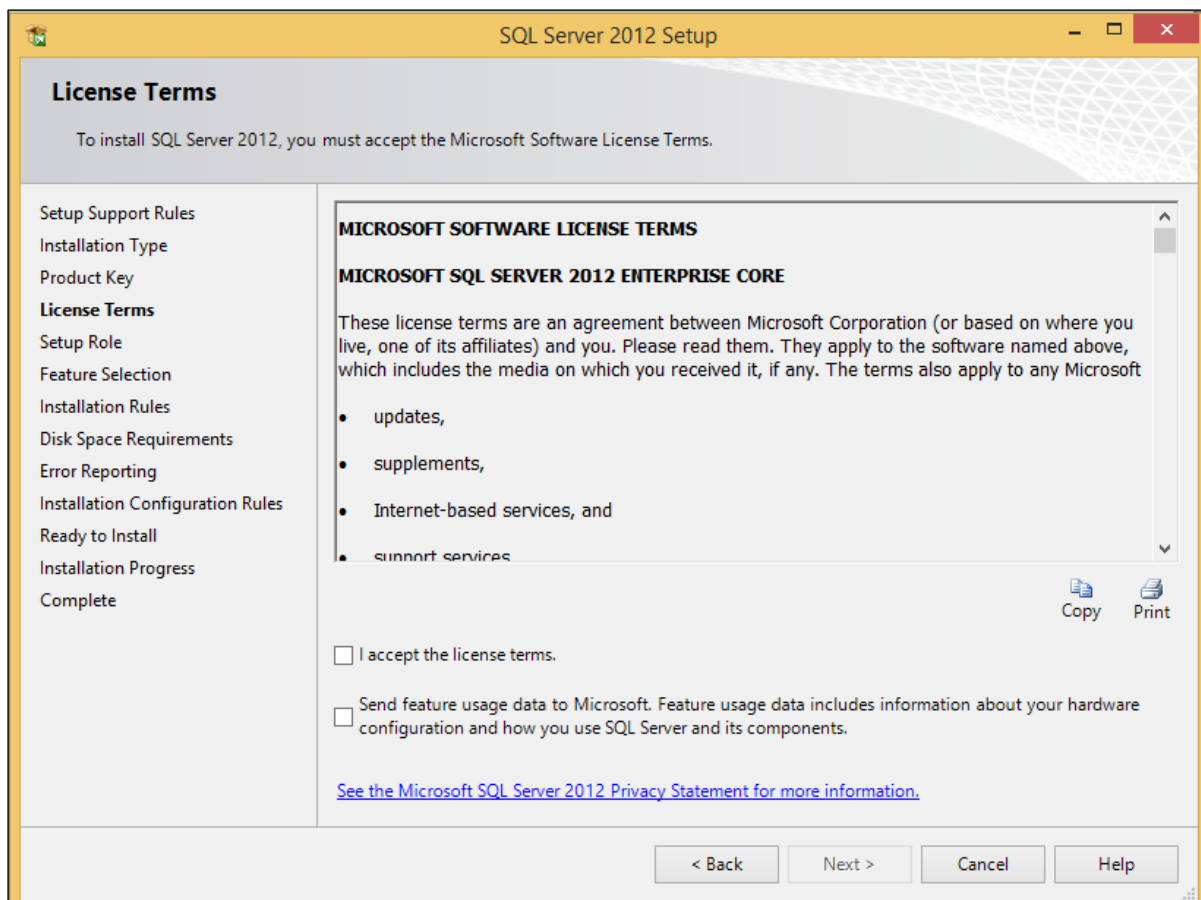 SQL Server 2012 Setup
License Terms
To install SQL Server 2012, you must accept the Microsoft Software License Terms.
Setup Support Rules
Installation Type
Product Key
License Terms
Setup Role
Feature Selection
Installation Rules
Disk Space Requirements
Error Reporting
Installation Configuration Rules
Ready to Install
Installation Progress
Complete
MICROSOFT SOFTWARE LICENSE TERMS
MICROSOFT SQL SERVER 2012 ENTERPRISE CORE
These license terms are an agreement between Microsoft Corporation (or based on where you
live, one of its affiliates) and you. Please read them. They apply to the software named above,
which includes the media on which you received it, if any. The terms also apply to any Microsoft
• updates,
• supplements,
• Internet-based services, and
• support services
Copy
Print
I accept the license terms.
Send feature usage data to Microsoft. Feature usage data includes information about your hardware
configuration and how you use SQL Server and its components.
See the Microsoft SQL Server 2012 Privacy Statement for more information.
< Back
Next >
Cancel
Help